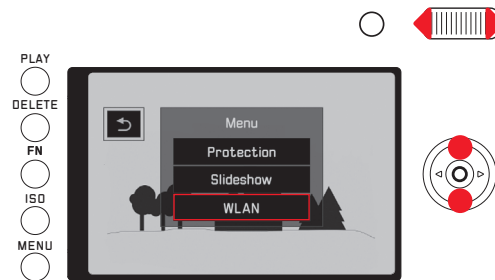 PLAY
DELETE
FN
ISO
MENU
Menu
Protection
Slideshow
WLAN